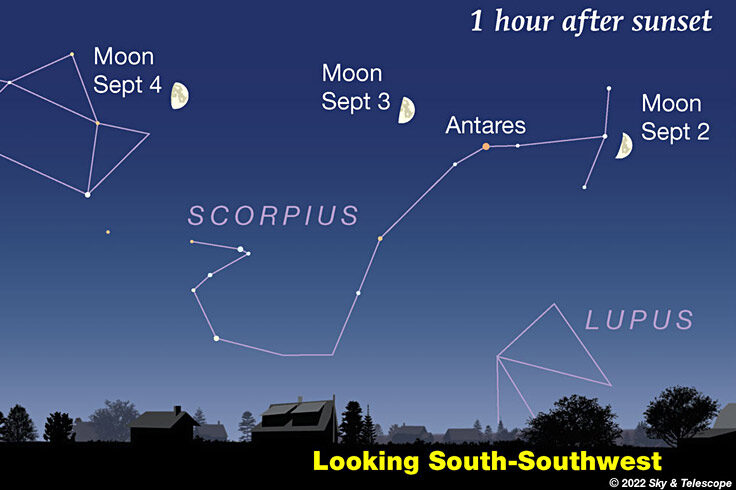 1 hour after sunset
Moon
Sept 4
Moon
Sept 3
Moon
Sept 2
Antares
SCORPIUS
LUPUS
Looking South-Southwest
© 2022 Sky & Telescope